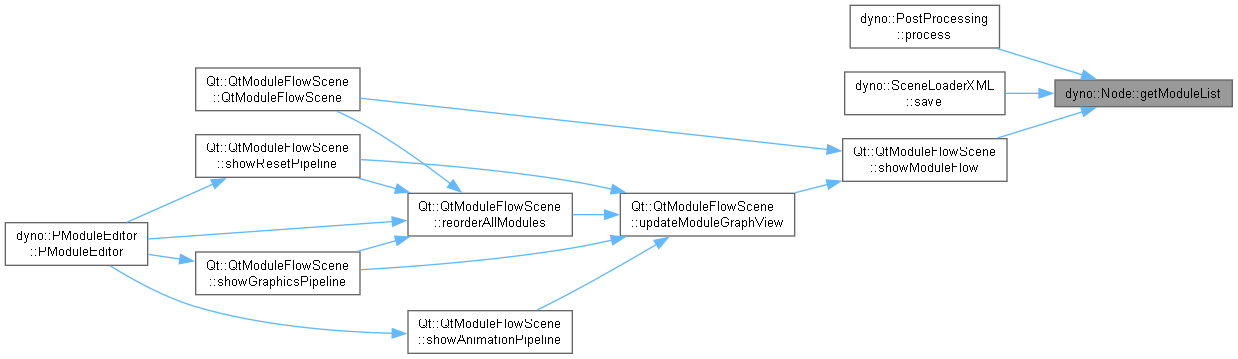 dyno::PostProcessing
::process
Qt::QtModuleFlowScene
::QtModuleFlowScene
dyno::SceneLoaderXML
::save
dyno::Node::getModuleList
Qt::QtModuleFlowScene
::showResetPipeline
Qt::QtModuleFlowScene
::showModuleFlow
Qt::QtModuleFlowScene
::reorderAllModules
Qt::QtModuleFlowScene
::updateModuleGraphView
dyno::PModuleEditor
::PModuleEditor
Qt::QtModuleFlowScene
::showGraphicsPipeline
Qt::QtModuleFlowScene
::showAnimationPipeline